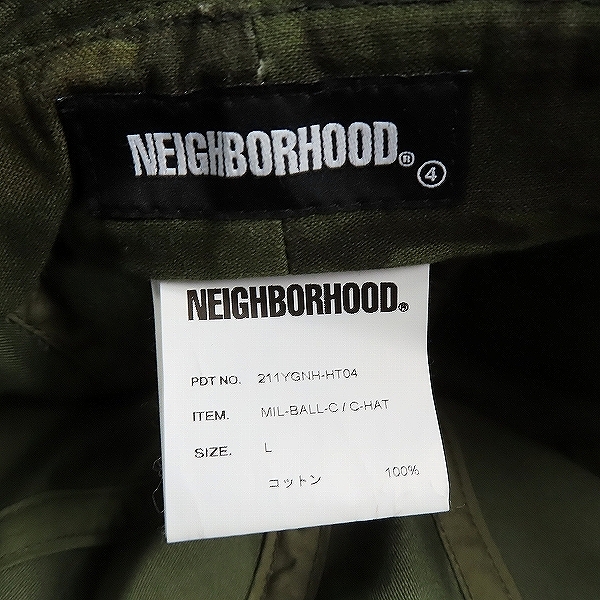 NEIGHBORHOOD® ④
NEIGHBORHOOD®
PDT NO. 211YGNH-HT04
ITEM. MIL-BALL-C / C-HAT
SIZE. L
コットン 100%